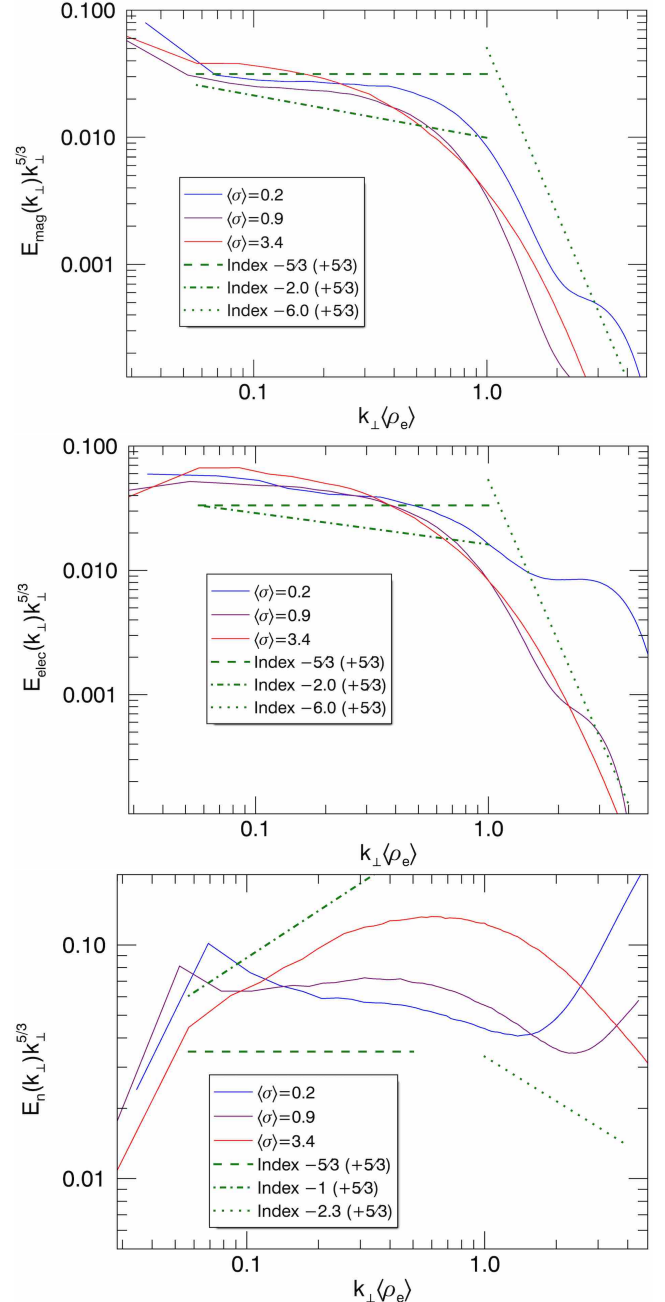 0.100
0.010
0.001
E_mag(k_⊥)k_⊥^5/3
⟨σ⟩=0.2
⟨σ⟩=0.9
⟨σ⟩=3.4
Index −5⁄3 (+5⁄3)
Index −2.0 (+5⁄3)
Index −6.0 (+5⁄3)
0.1 1.0
k_⊥⟨ρ_e⟩
0.100
0.010
0.001
E_elec(k_⊥)k_⊥^5/3
⟨σ⟩=0.2
⟨σ⟩=0.9
⟨σ⟩=3.4
Index −5⁄3 (+5⁄3)
Index −2.0 (+5⁄3)
Index −6.0 (+5⁄3)
0.1 1.0
k_⊥⟨ρ_e⟩
0.10
0.01
E_n(k_⊥)k_⊥^5/3
⟨σ⟩=0.2
⟨σ⟩=0.9
⟨σ⟩=3.4
Index −5⁄3 (+5⁄3)
Index −1 (+5⁄3)
Index −2.3 (+5⁄3)
0.1 1.0
k_⊥⟨ρ_e⟩